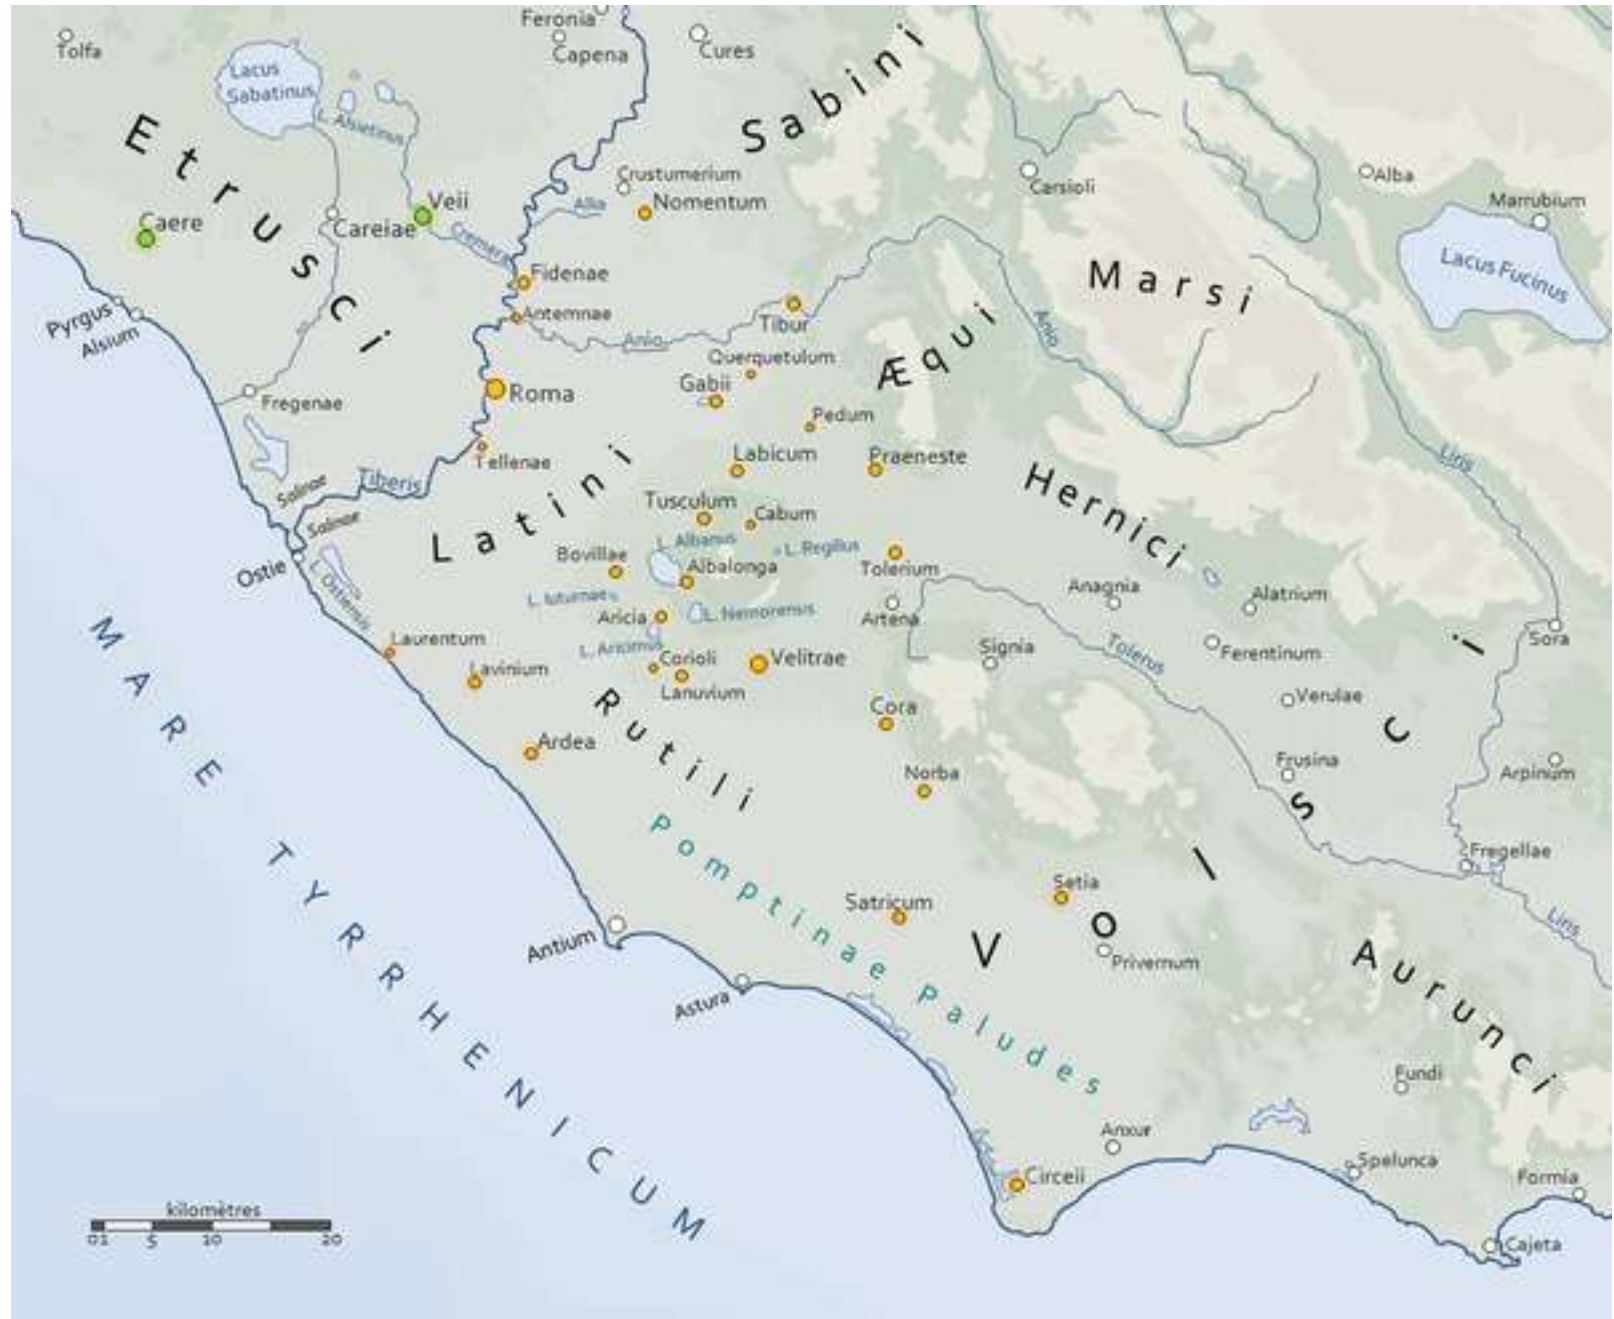 Feronia
Tolfa
Capena
Cures
Lacus
Sabatinus
L. Alsietinus
Sabini
Etrusci
Crustumerium
Nomentum
Allia
Carsioli
Alba
Marrubium
Lacus Fucinus
Veii
Caere
Careiae
Cremera
Fidenae
Antemnae
Marsi
Pyrgus
Alsium
Anio
Tibur
Anio
Æqui
Querquetulum
Gabii
Roma
Fregenae
Pedum
Labicum
Praeneste
Tellenae
Latini
Liris
Salinae
Tiberis
Hernici
Tusculum
Cabum
Salinae
L. Albanus
L. Regillus
Bovillae
Albalonga
Tolerium
Ostie
L. Ostiensis
L. Iuturnae
Aricia
L. Nemorensis
Artena
Anagnia
Alatrium
Sora
Laurentum
L. Aricinus
Corioli
Velitrae
Signia
Tolerus
Ferentinum
Lavinium
Lanuvium
Verulae
Rutili
Cora
Ardea
Norba
Frusina
Arpinum
Volsci
Pomptinae Paludes
Fregellae
Setia
Satricum
Liris
Antium
Privernum
Aurunci
Astura
MARE TYRRHENICUM
Fundi
Anxur
Spelunca
Circeii
Formia
Cajeta
kilomètres
01 5 10 20